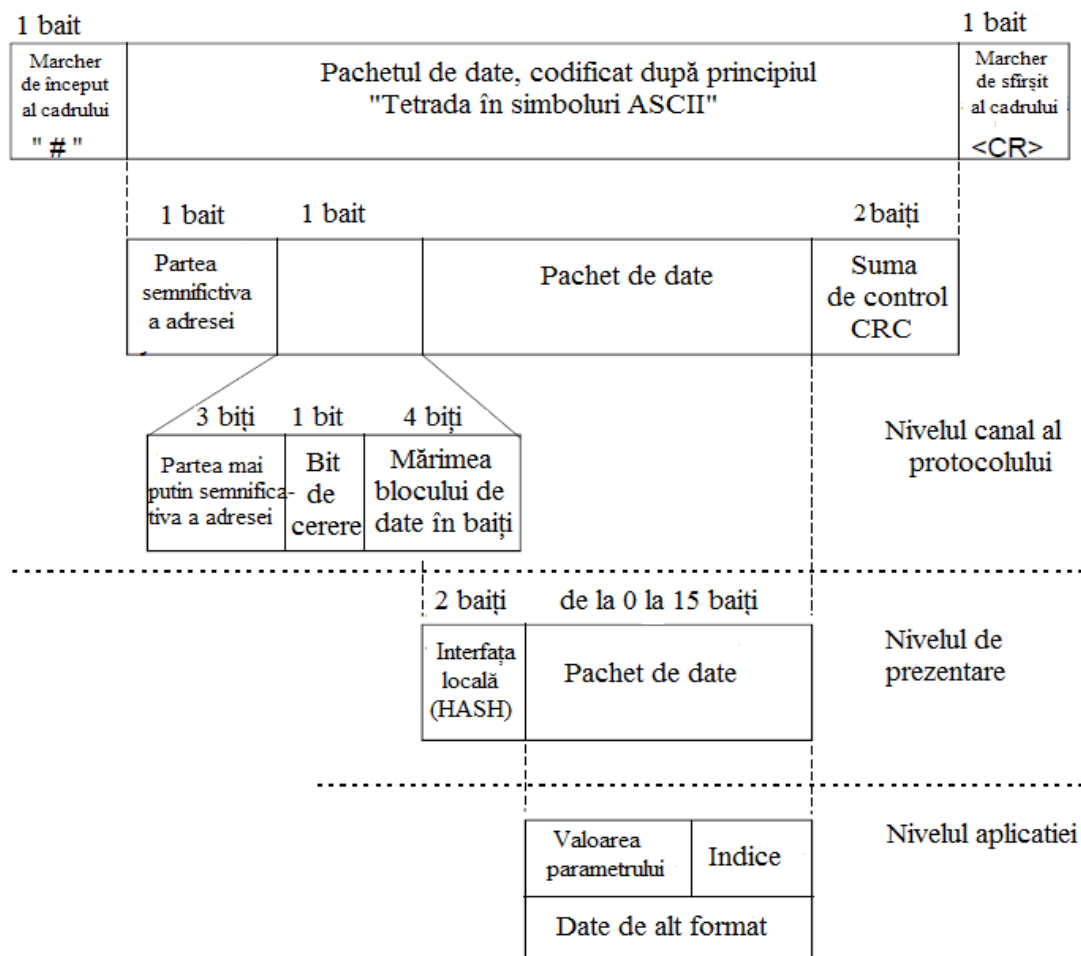 1 bait
1 bait
Marcher
de început
al cadrului
" # "
Pachetul de date, codificat după principiul
"Tetrada în simboluri ASCII"
Marcher
de sfîrșit
al cadrului
<CR>
1 bait
1 bait
2 baiți
Partea
semnifictiva
a adresei
Pachet de date
Suma
de control
CRC
3 biți
1 bit
4 biți
Partea mai
putin semnifica-
tiva a adresei
Bit
de
cerere
Mărimea
blocului de
date în baiți
Nivelul canal al
protocolului
2 baiți
de la 0 la 15 baiți
Interfața
locală
(HASH)
Pachet de date
Nivelul de
prezentare
Valoarea
parametrului
Indice
Date de alt format
Nivelul aplicatiei